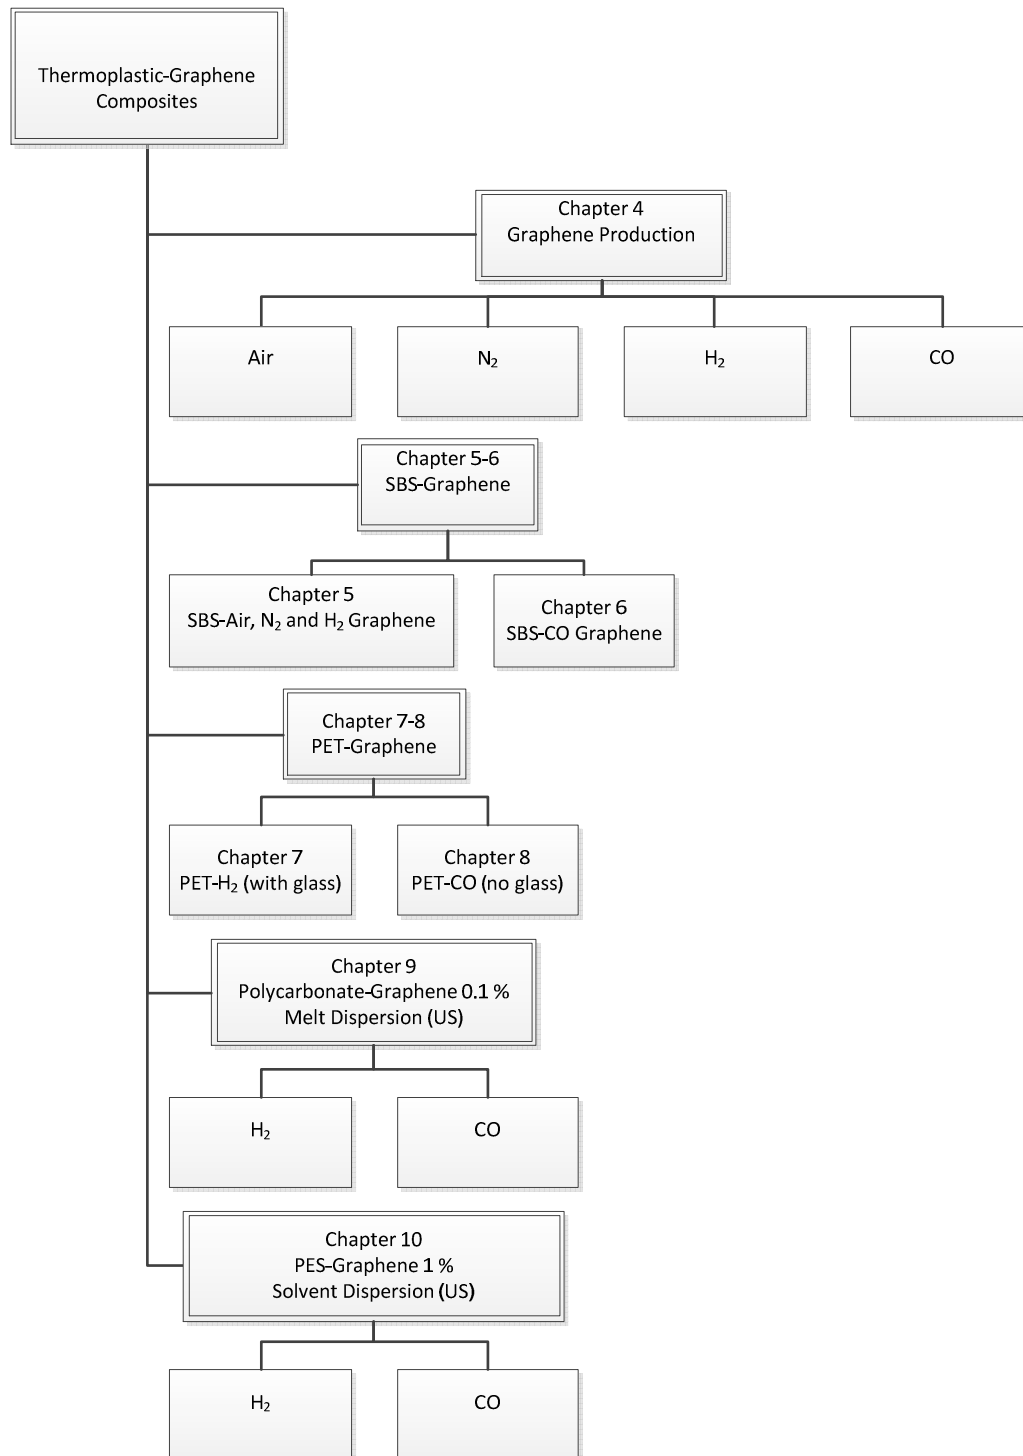 Thermoplastic-Graphene
Composites
Chapter 4
Graphene Production
Air
N₂
H₂
CO
Chapter 5-6
SBS-Graphene
Chapter 5
SBS-Air, N₂ and H₂ Graphene
Chapter 6
SBS-CO Graphene
Chapter 7-8
PET-Graphene
Chapter 7
PET-H₂ (with glass)
Chapter 8
PET-CO (no glass)
Chapter 9
Polycarbonate-Graphene 0.1 %
Melt Dispersion (US)
H₂
CO
Chapter 10
PES-Graphene 1 %
Solvent Dispersion (US)
H₂
CO